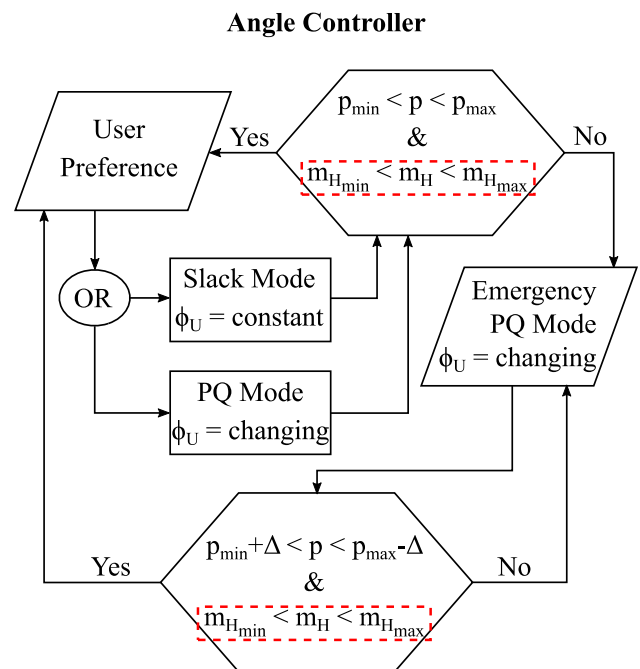 Angle Controller
User
Preference
Yes
p_min < p < p_max
&
m_H_min < m_H < m_H_max
No
OR
Slack Mode
ϕ_U = constant
PQ Mode
ϕ_U = changing
Emergency
PQ Mode
ϕ_U = changing
Yes
p_min+Δ < p < p_max-Δ
&
m_H_min < m_H < m_H_max
No